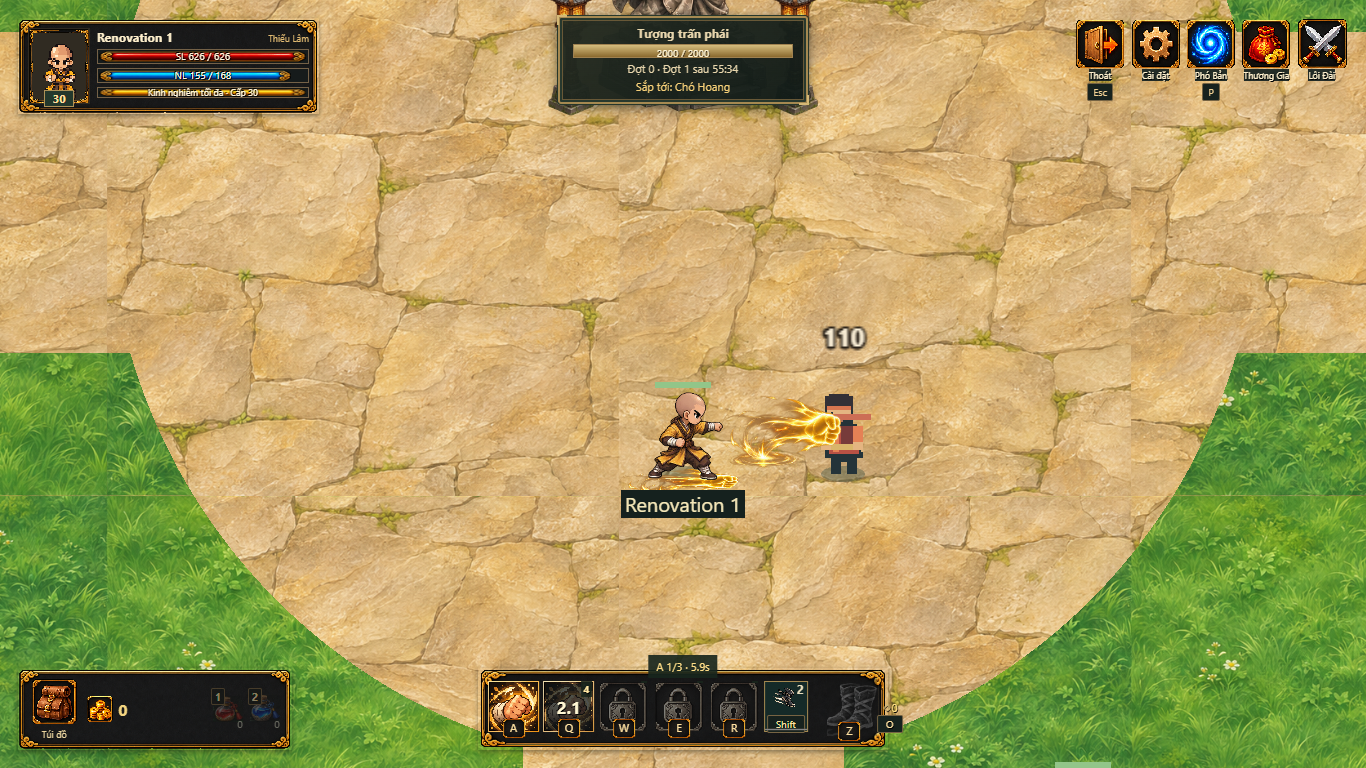 Renovation 1
Thiếu Lâm
SL 626 / 626
NL 155 / 168
Kinh nghiệm tối đa · Cấp 30
30
Tượng trấn phái
2000 / 2000
Đợt 0 · Đợt 1 sau 55:34
Sắp tới: Chó Hoang
Thoát
Cài đặt
Phó Bản
Thương Gia
Lôi Đài
Esc
P
110
Renovation 1
A 1/3 · 5.9s
Túi đồ
0
1
0
2
0
A
4
2.1
Q
W
E
R
2
Shift
Z
0
O